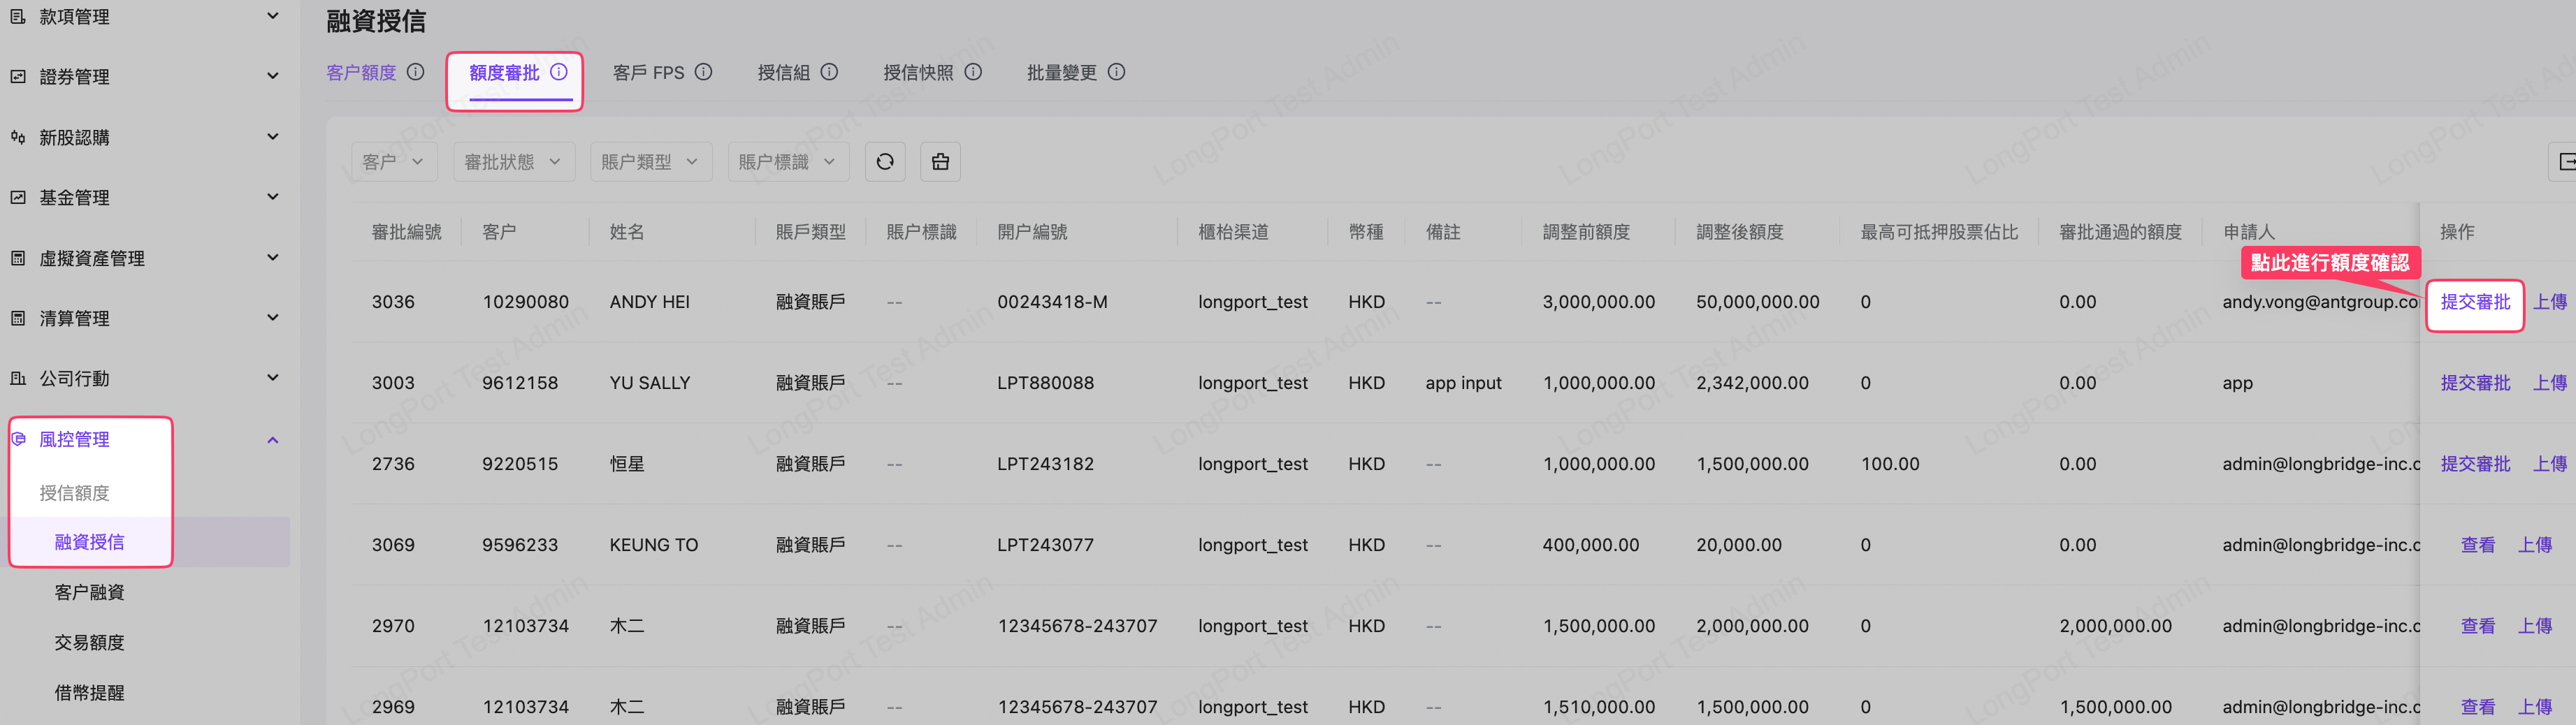 款項管理
證券管理
新股認購
基金管理
虛擬資產管理
清算管理
公司行動
風控管理
授信額度
融資授信
客户融資
交易額度
借幣提醒
融資授信
客户額度 額度審批 客戶 FPS 授信組 授信快照 批量變更
客户 審批狀態 賬户類型 賬户標識
審批編號 客户 姓名 賬戶類型 賬户標識 開户編號 櫃枱渠道 幣種 備註 調整前額度 調整後額度 最高可抵押股票佔比 審批通過的額度 申請人 操作
點此進行額度確認
3036 10290080 ANDY HEI 融資賬戶 -- 00243418-M longport_test HKD -- 3,000,000.00 50,000,000.00 0 0.00 andy.vong@antgroup.co 提交審批 上傳
3003 9612158 YU SALLY 融資賬戶 -- LPT880088 longport_test HKD app input 1,000,000.00 2,342,000.00 0 0.00 app 提交審批 上傳
2736 9220515 恒星 融資賬戶 -- LPT243182 longport_test HKD -- 1,000,000.00 1,500,000.00 100.00 0.00 admin@longbridge-inc.c 提交審批 上傳
3069 9596233 KEUNG TO 融資賬戶 -- LPT243077 longport_test HKD -- 400,000.00 20,000.00 0 0.00 admin@longbridge-inc.c 查看 上傳
2970 12103734 木二 融資賬戶 -- 12345678-243707 longport_test HKD -- 1,500,000.00 2,000,000.00 0 2,000,000.00 admin@longbridge-inc.c 查看 上傳
2969 12103734 木二 融資賬戶 -- 12345678-243707 longport_test HKD -- 1,510,000.00 1,500,000.00 0 1,500,000.00 admin@longbridge-inc.c 查看 上傳
LongPort Test Admin